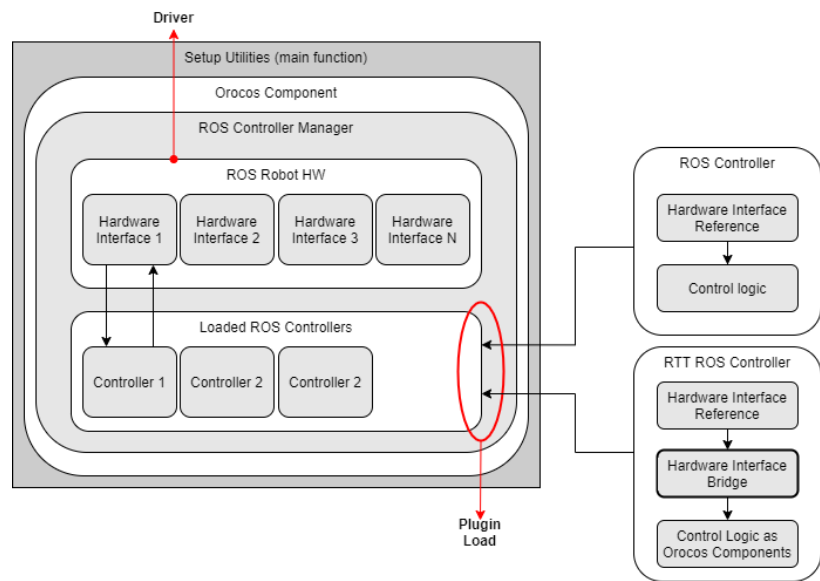 Driver
Setup Utilities (main function)
Orocos Component
ROS Controller Manager
ROS Robot HW
Hardware
Interface 1
Hardware
Interface 2
Hardware
Interface 3
Hardware
Interface N
Loaded ROS Controllers
Controller 1
Controller 2
Controller 2
Plugin
Load
ROS Controller
Hardware Interface
Reference
Control logic
RTT ROS Controller
Hardware Interface
Reference
Hardware Interface
Bridge
Control Logic as
Orocos Components